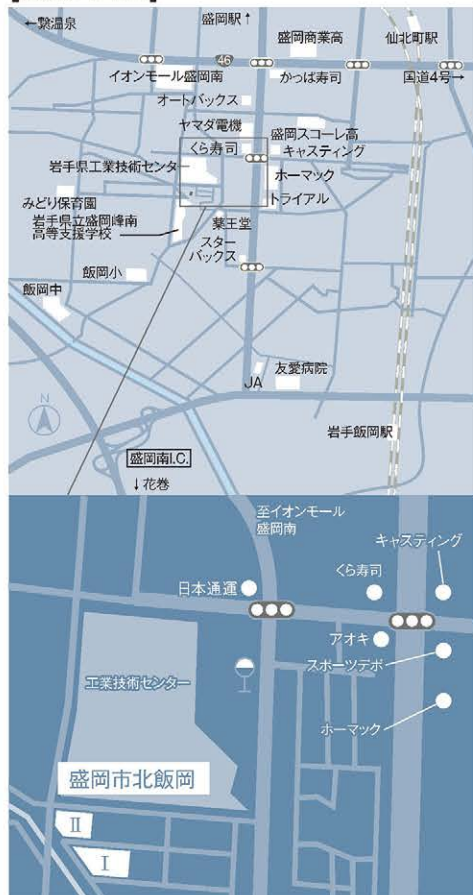 ←繋温泉
盛岡駅↑
盛岡商業高
仙北町駅
46
イオンモール盛岡南
かっぱ寿司
国道4号→
オートバックス
ヤマダ電機
盛岡スコーレ高
くら寿司
キャスティング
岩手県工業技術センター
ホーマック
みどり保育園
トライアル
岩手県立盛岡峰南
高等支援学校
薬王堂
スター
バックス
飯岡小
飯岡中
友愛病院
JA
N
岩手飯岡駅
盛岡南I.C.
↓花巻
至イオンモール
盛岡南
キャスティング
くら寿司
日本通運
アオキ
スポーツデポ
工業技術センター
ホーマック
盛岡市北飯岡
Ⅱ
Ⅰ